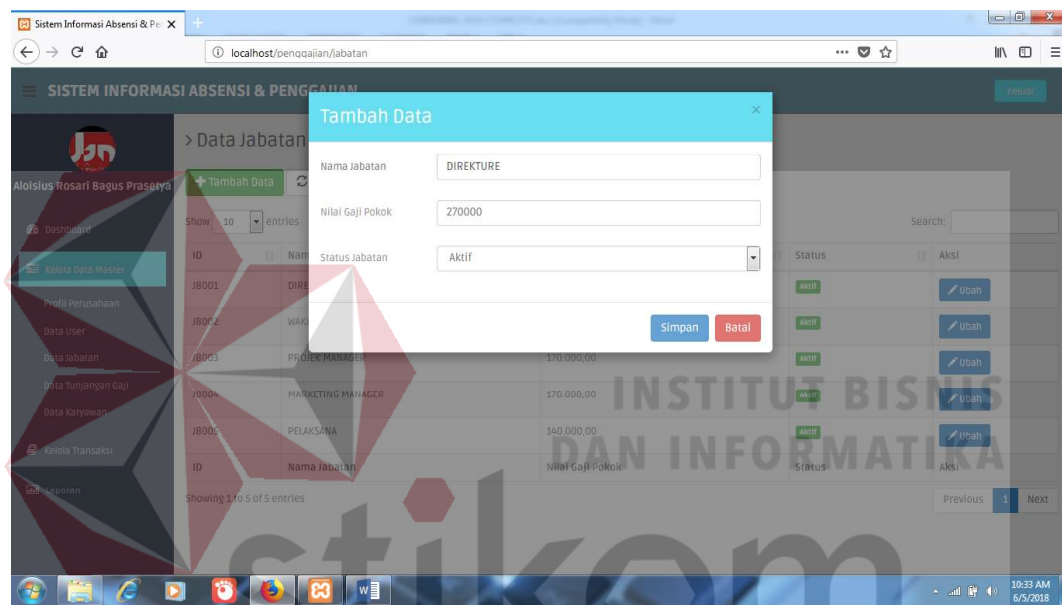 Sistem Informasi Absensi & Pe
localhost/penggajian/jabatan
SISTEM INFORMASI ABSENSI & PENGGAJIAN
Keluar
Tambah Data
Nama Jabatan DIREKTURE
Nilai Gaji Pokok 270000
Status Jabatan Aktif
Simpan Batal
Jan
Aloisius Rosari Bagus Prasetya
Dashboard
Kelola Data Master
Profil Perusahaan
Data User
Data Jabatan
Data Tunjangan Gaji
Data Karyawan
Kelola Transaksi
Laporan
> Data Jabatan
Tambah Data
Show 10 entries
Search:
ID Nam Status Aksi
JB001 DIRE Aktif Ubah
JB002 WAK Aktif Ubah
JB003 PROJEK MANAGER 170.000,00 Aktif Ubah
JB004 MARKETING MANAGER 170.000,00 Aktif Ubah
JB005 PELAKSANA 140.000,00 Aktif Ubah
ID Nama Jabatan Nilai Gaji Pokok Status Aksi
Showing 1 to 5 of 5 entries
Previous 1 Next
INSTITUT BISNIS
DAN INFORMATIKA
stikom
10:33 AM
6/5/2018